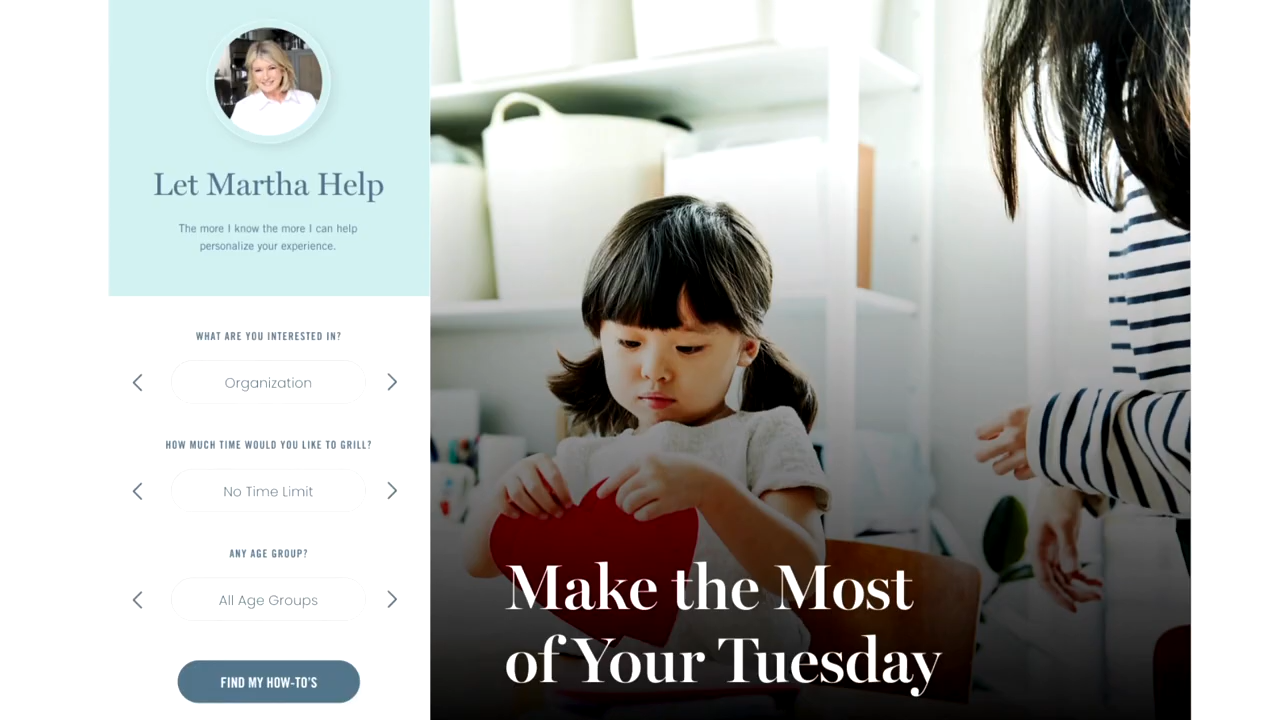 Let Martha Help
The more I know the more I can help
personalize your experience.
WHAT ARE YOU INTERESTED IN?
Organization
HOW MUCH TIME WOULD YOU LIKE TO GRILL?
No Time Limit
ANY AGE GROUP?
All Age Groups
FIND MY HOW-TO'S
Make the Most
of Your Tuesday